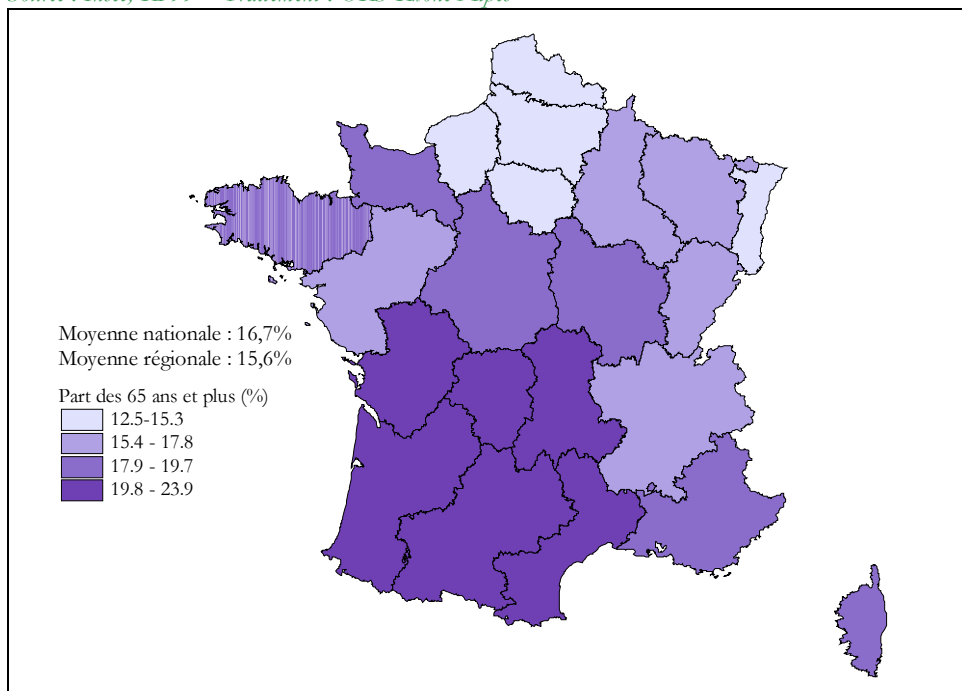 Moyenne nationale : 16,7%
Moyenne régionale : 15,6%
Part des 65 ans et plus (%)
12.5-15.3
15.4 - 17.8
17.9 - 19.7
19.8 - 23.9